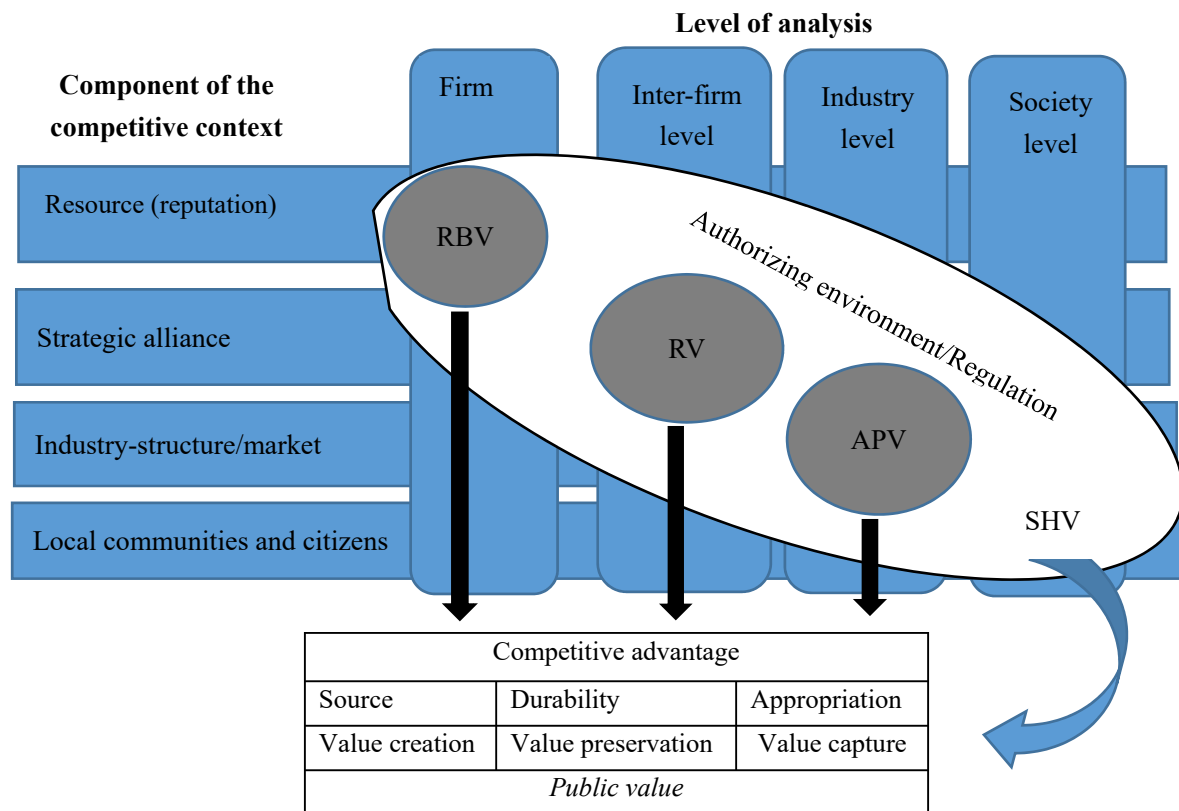 Level of analysis
Component of the
competitive context
Firm
Inter-firm
level
Industry
level
Society
level
Resource (reputation)
RBV
Authorizing environment/Regulation
Strategic alliance
RV
Industry-structure/market
APV
SHV
Local communities and citizens
Competitive advantage
Source Durability Appropriation
Value creation Value preservation Value capture
Public value